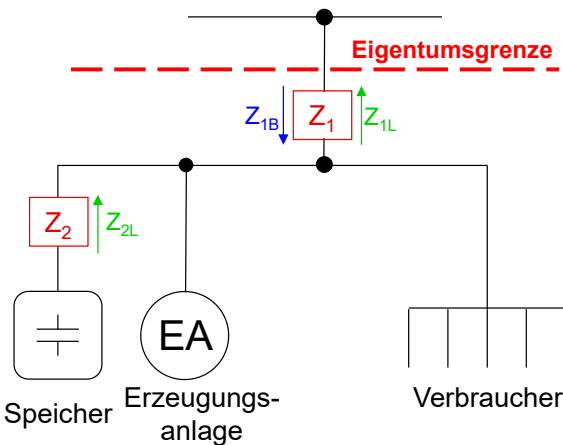 Eigentumsgrenze
Z1B
Z1
Z1L
Z2
Z2L
EA
Speicher
Erzeugungs-
anlage
Verbraucher